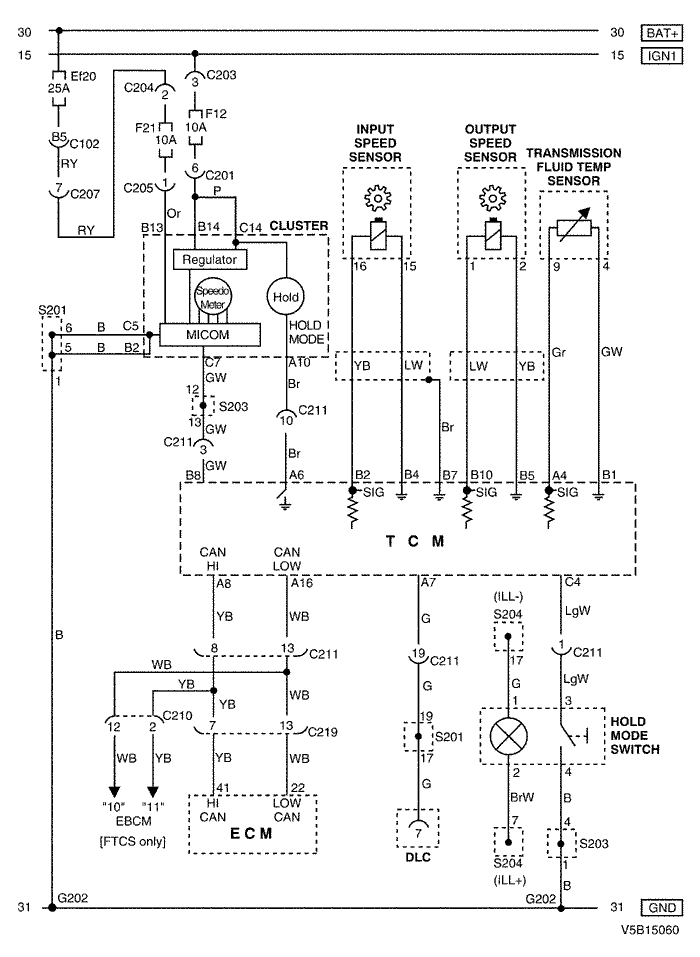 30 30 BAT+
15 15 IGN1
Ef20
25A
C204
2
3 C203
F21
10A
F12
10A
B5 C102
RY
7 C207
RY
C205 1
6 C201
P
Or
B13 B14 C14 CLUSTER
Regulator
Speedo
Meter
Hold
MICOM
HOLD
MODE
S201
6 B C5
5 B B2
1
INPUT
SPEED
SENSOR
OUTPUT
SPEED
SENSOR
TRANSMISSION
FLUID TEMP
SENSOR
16 15 1 2 9 4
C7 A10
GW Br
12
S203
13
GW
C211 3
GW
10 C211
Br
YB LW LW YB
Gr GW
Br
B8 A6 B2 B4 B7 B10 B5 A4 B1
SIG SIG SIG
T C M
CAN
HI
CAN
LOW
A8 A16 A7 C4
YB WB G LgW
(iLL-)
S204
8 13 C211
19 C211
17
1 C211
WB
YB
YB WB
G G LgW
12 2 C210
7 13 C219
19
S201
17
1 3
HOLD
MODE
SWITCH
WB YB YB WB
G
2 4
BrW B
"10" "11"
EBCM
[FTCS only]
41 22
HI
CAN
LOW
CAN
E C M
7
DLC
7
S204
(iLL+)
4
S203
1
B
B
31 G202 G202 31 GND
V5B15060